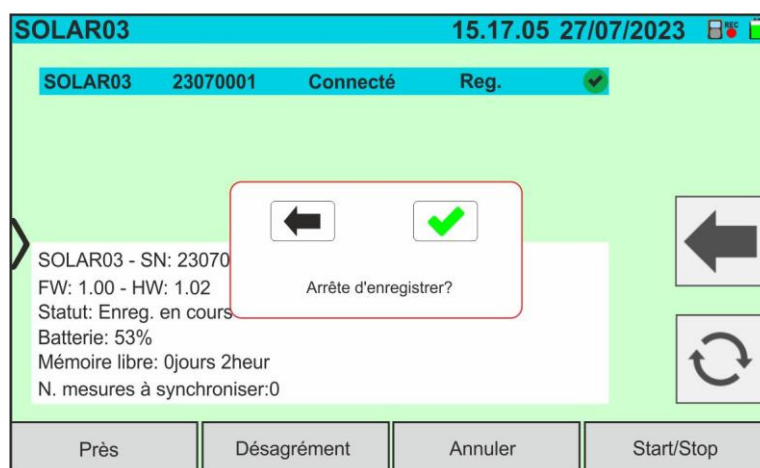 SOLAR03 15.17.05 27/07/2023 REC
SOLAR03 23070001 Connecté Reg.
Arrête d'enregistrer?
SOLAR03 - SN: 23070
FW: 1.00 - HW: 1.02
Statut: Enreg. en cours
Batterie: 53%
Mémoire libre: 0jours 2heur
N. mesures à synchroniser:0
Près Désagrément Annuler Start/Stop